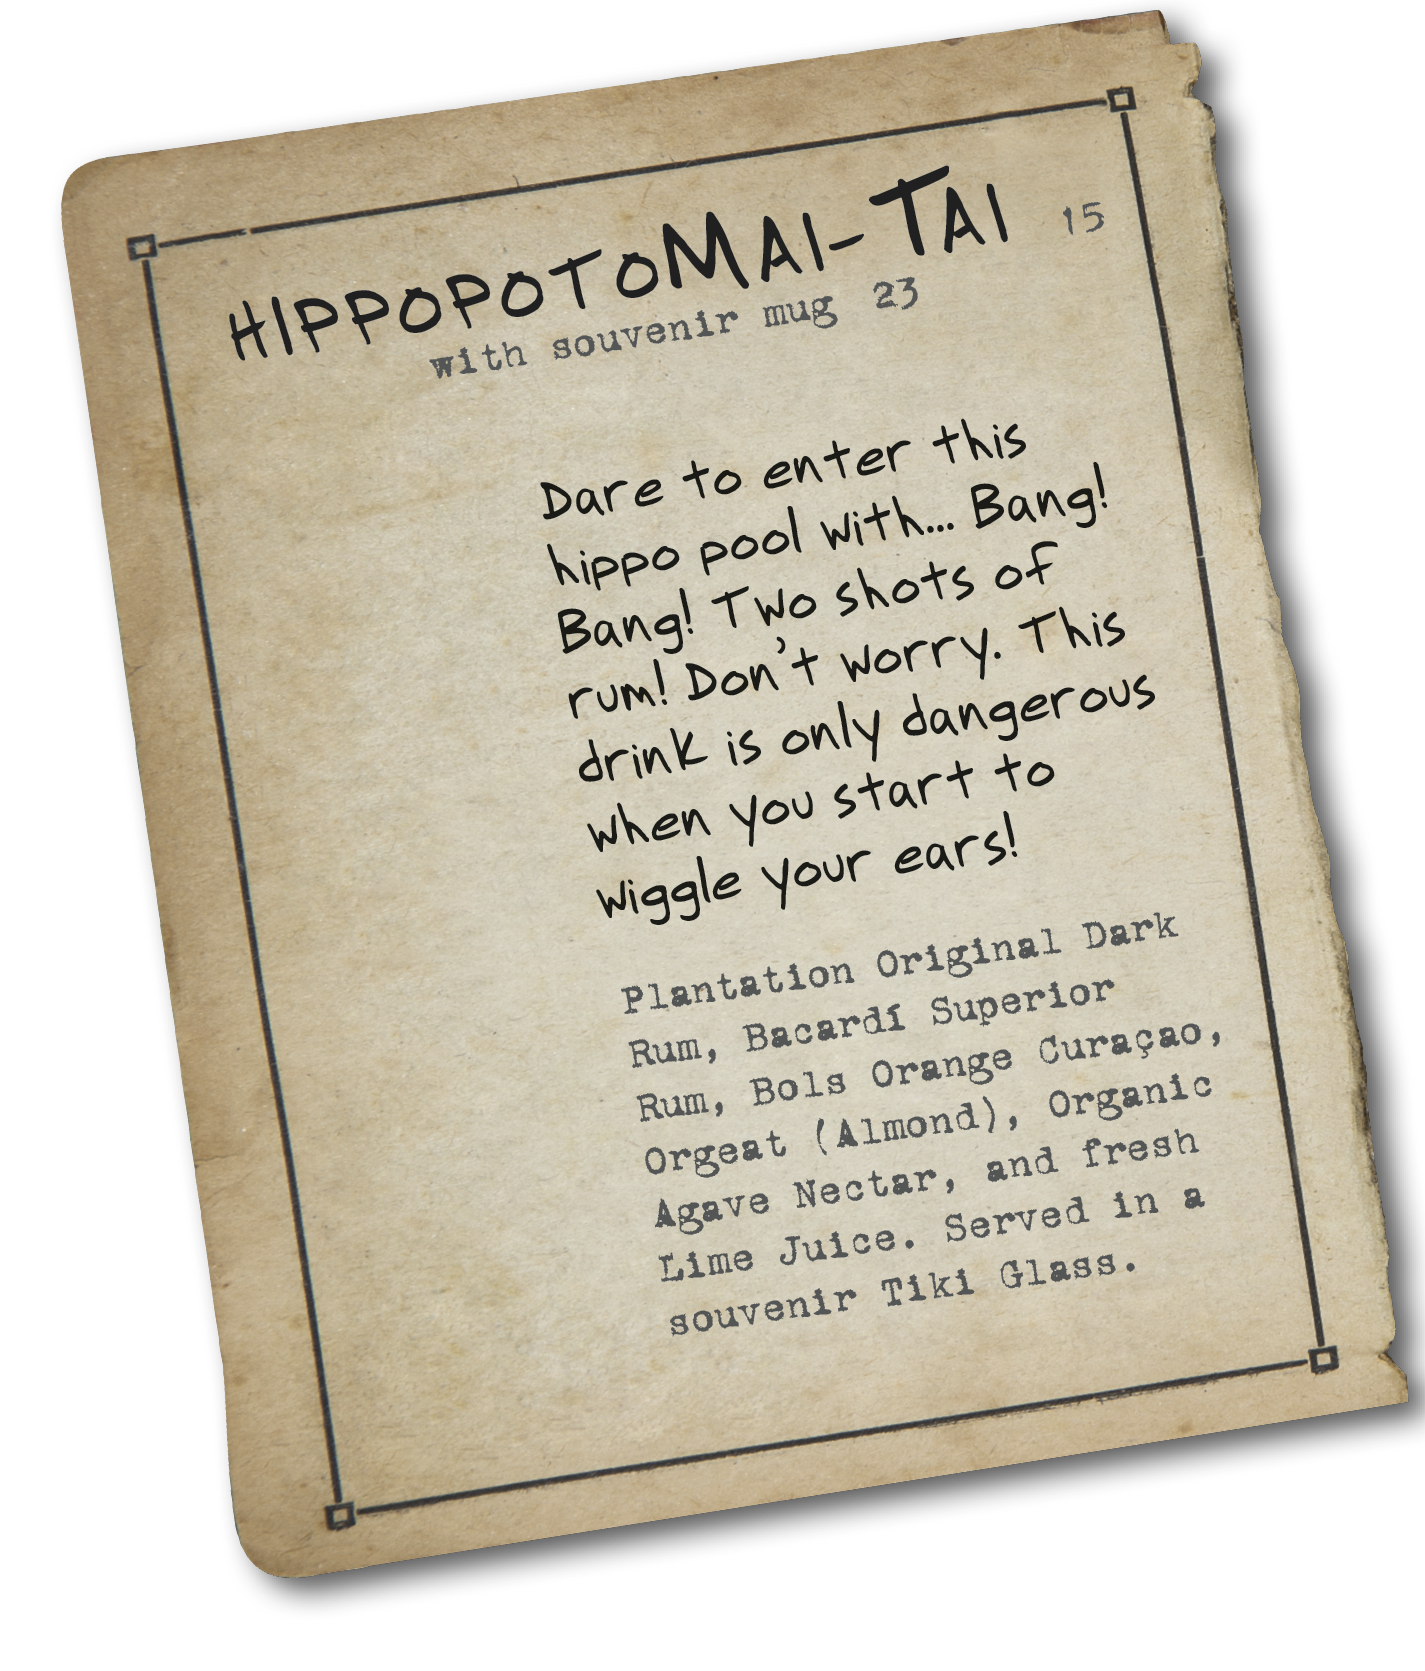 HIPPOPOTOMAI-TAI 15
with souvenir mug 23
Dare to enter this
hippo pool with... Bang!
Bang! Two shots of
rum! Don't worry. This
drink is only dangerous
when you start to
wiggle your ears!
Plantation Original Dark
Rum, Bacardí Superior
Rum, Bols Orange Curaçao,
Orgeat (Almond), Organic
Agave Nectar, and fresh
Lime Juice. Served in a
souvenir Tiki Glass.